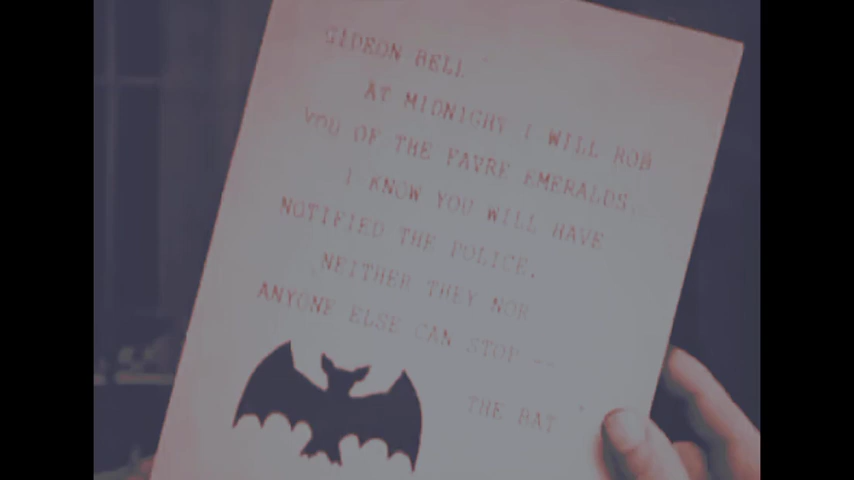 GIDEON BELL
AT MIDNIGHT I WILL ROB
YOU OF THE FAVRE EMERALDS.
I KNOW YOU WILL HAVE
NOTIFIED THE POLICE.
NEITHER THEY NOR
ANYONE ELSE CAN STOP --
THE BAT